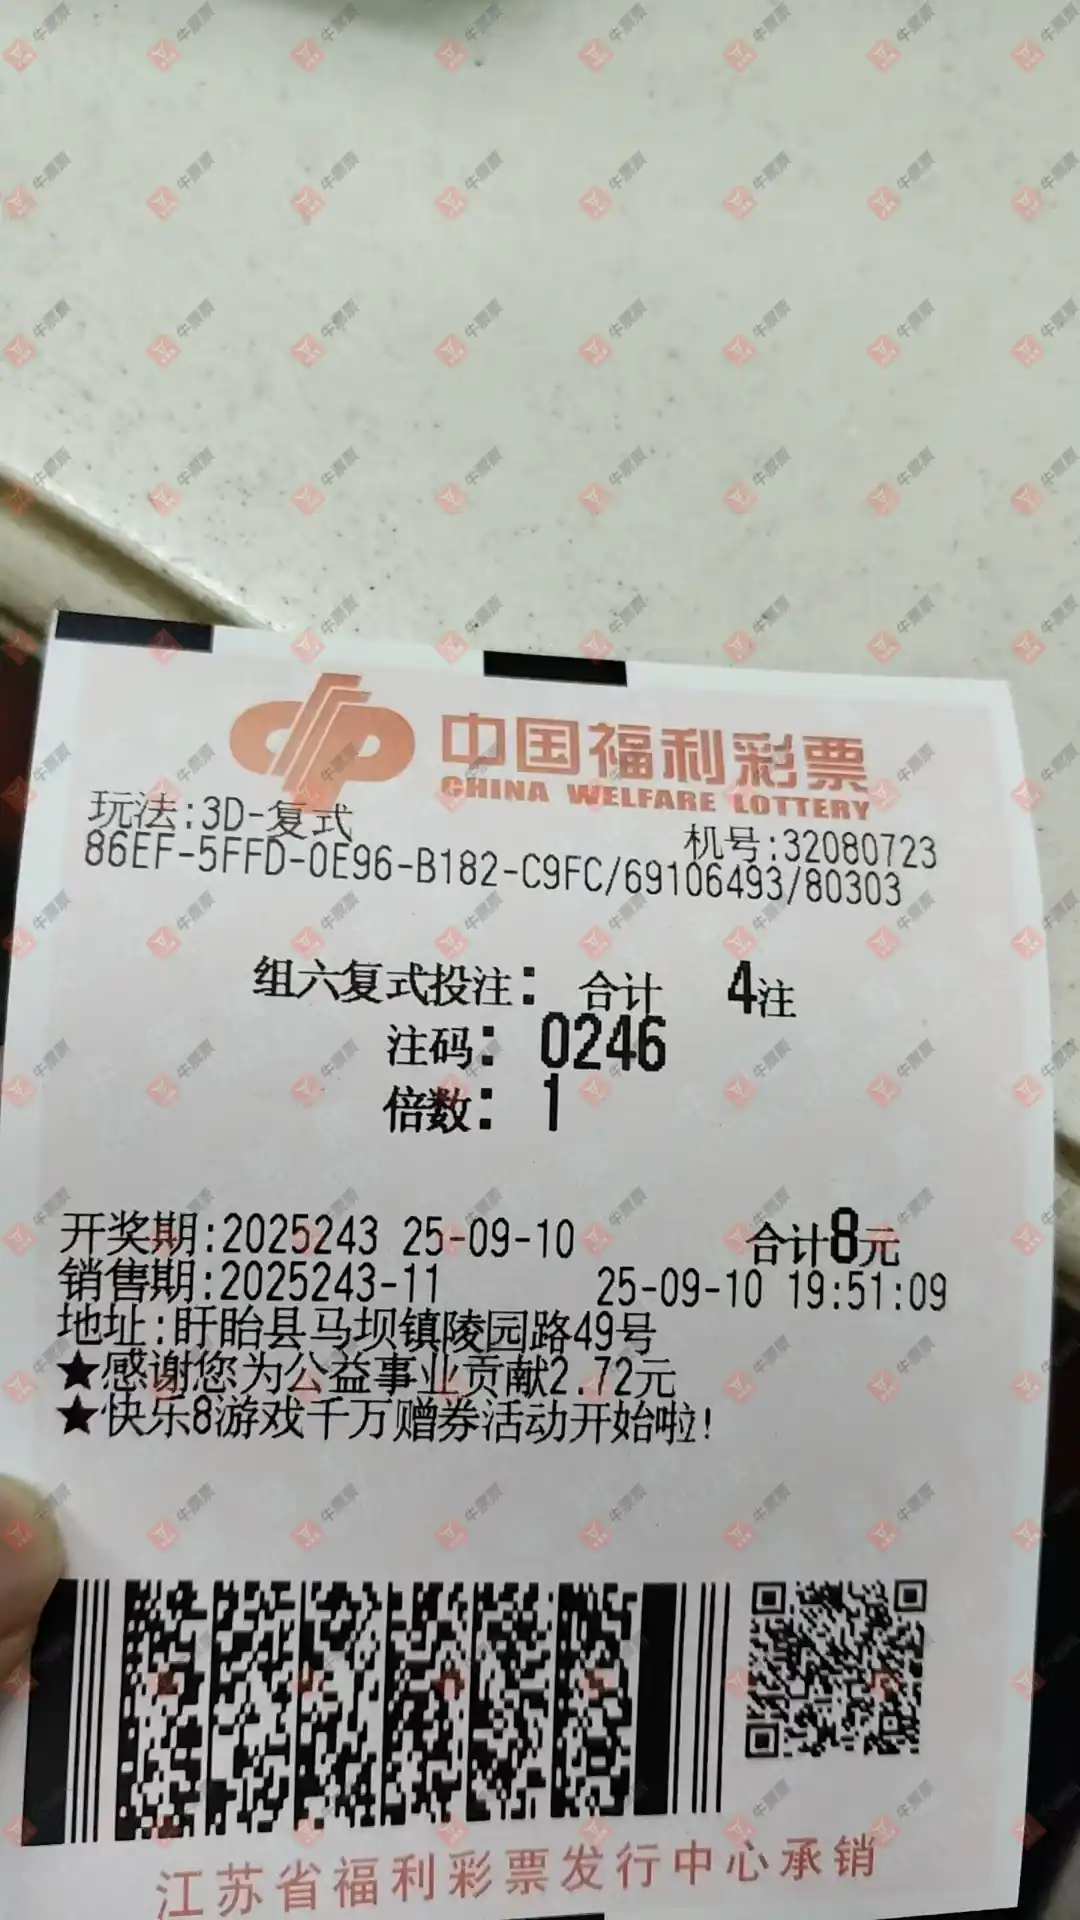 中国福利彩票
CHINA WELFARE LOTTERY
玩法:3D-复式
机号:32080723
86EF-5FFD-0E96-B182-C9FC/69106493/80303
组六复式投注: 合计 4注
注码: 0246
倍数: 1
开奖期:2025243 25-09-10 合计8元
销售期:2025243-11 25-09-10 19:51:09
地址:盱眙县马坝镇陵园路49号
★感谢您为公益事业贡献2.72元
★快乐8游戏千万赠券活动开始啦!
江苏省福利彩票发行中心承销
牛票票